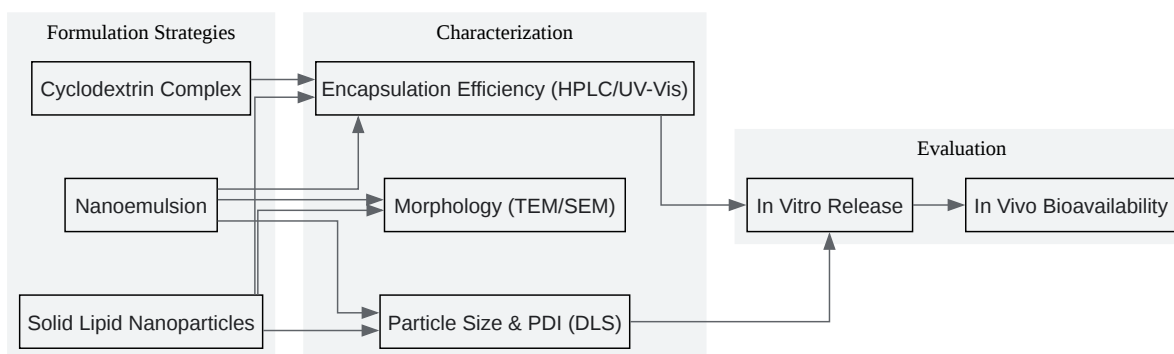 Formulation Strategies
Cyclodextrin Complex
Nanoemulsion
Solid Lipid Nanoparticles
Characterization
Encapsulation Efficiency (HPLC/UV-Vis)
Morphology (TEM/SEM)
Particle Size & PDI (DLS)
Evaluation
In Vitro Release
In Vivo Bioavailability